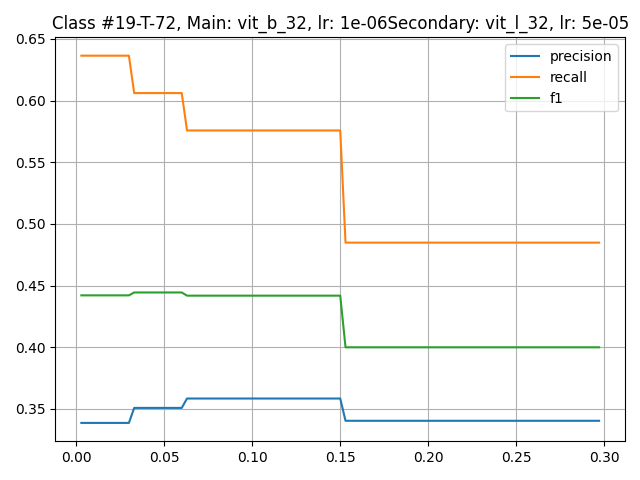 Class #19-T-72, Main: vit_b_32, lr: 1e-06Secondary: vit_l_32, lr: 5e-05
0.65
0.60
0.55
0.50
0.45
0.40
0.35
precision
recall
f1
0.00 0.05 0.10 0.15 0.20 0.25 0.30